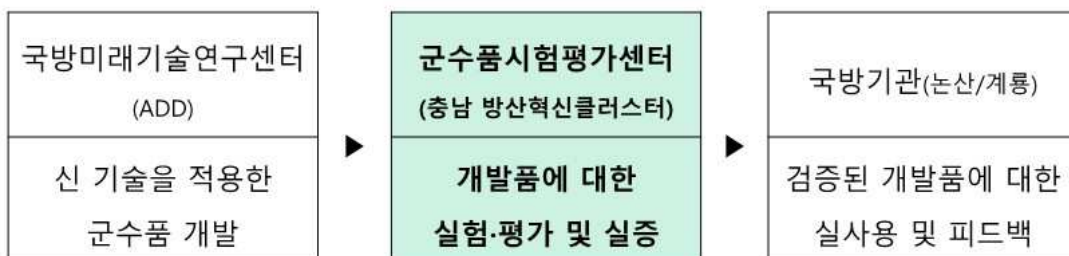 국방미래기술연구센터
(ADD)
신 기술을 적용한
군수품 개발
▶
군수품시험평가센터
(충남 방산혁신클러스터)
개발품에 대한
실험·평가 및 실증
▶
국방기관(논산/계룡)
검증된 개발품에 대한
실사용 및 피드백